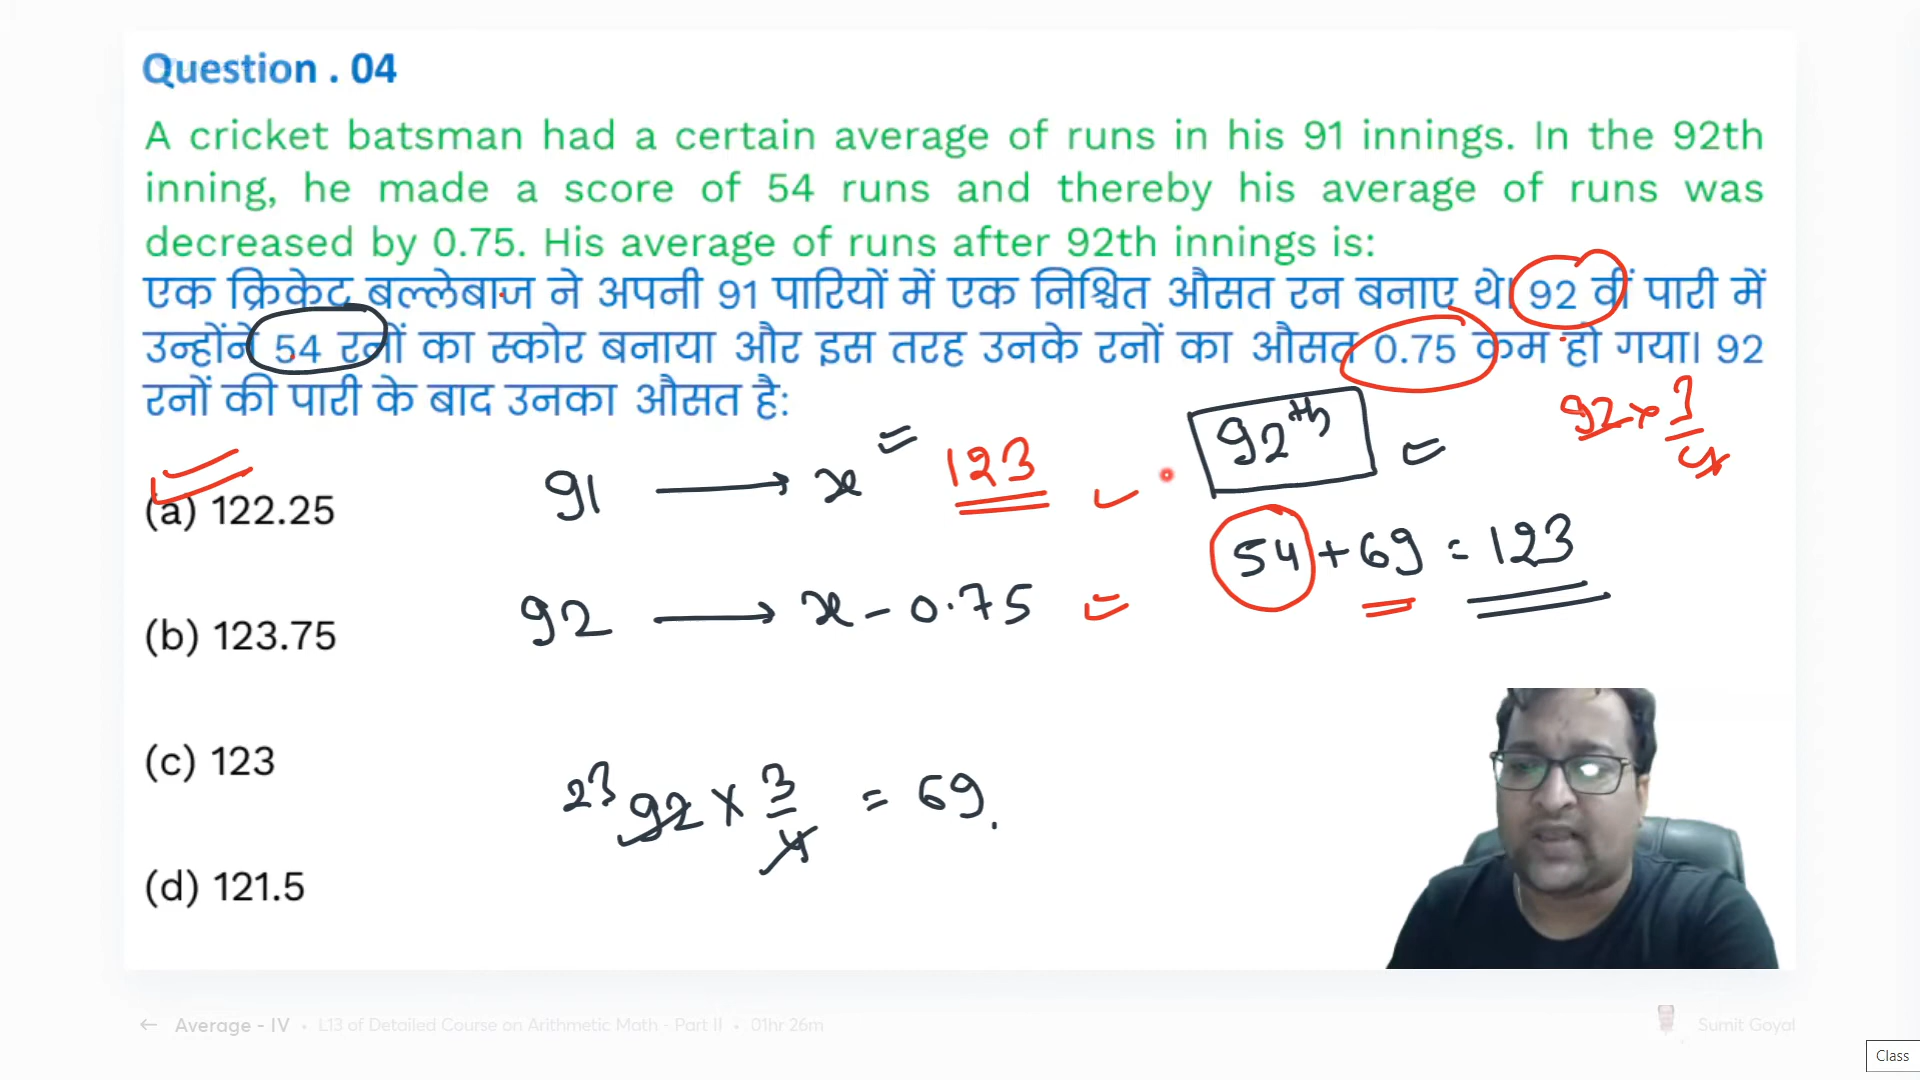 Question . 04
A cricket batsman had a certain average of runs in his 91 innings. In the 92th
inning, he made a score of 54 runs and thereby his average of runs was
decreased by 0.75. His average of runs after 92th innings is:
एक क्रिकेट बल्लेबाज ने अपनी 91 पारियों में एक निश्चित औसत रन बनाए थे। 92 वीं पारी में
उन्होंने 54 रनों का स्कोर बनाया और इस तरह उनके रनों का औसत 0.75 कम हो गया। 92
रनों की पारी के बाद उनका औसत है:
92 × 3/4
91 → x = 123
92th =
(a) 122.25
54 + 69 = 123
92 → x - 0.75 =
(b) 123.75
(c) 123
23 92 × 3/4 = 69.
(d) 121.5
← Average - IV • L13 of Detailed Course on Arithmetic Math - Part II • 01hr 26m
Sumit Goyal
Class